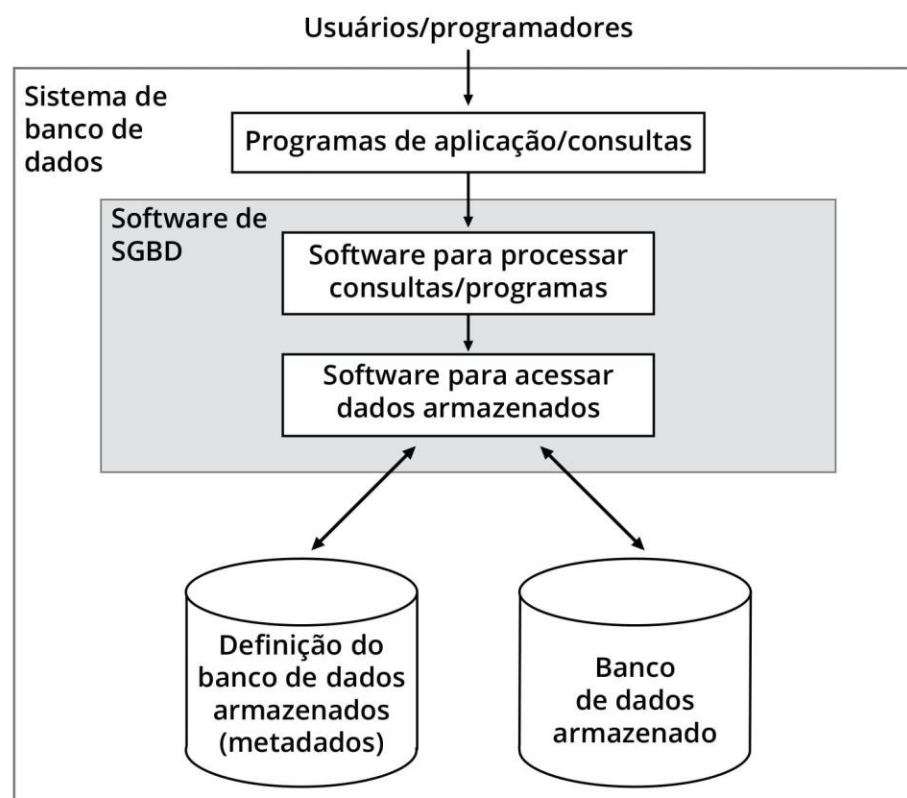 Usuários/programadores
Sistema de
banco de
dados
Programas de aplicação/consultas
Software de
SGBD
Software para processar
consultas/programas
Software para acessar
dados armazenados
Definição do
banco de dados
armazenados
(metadados)
Banco
de dados
armazenado